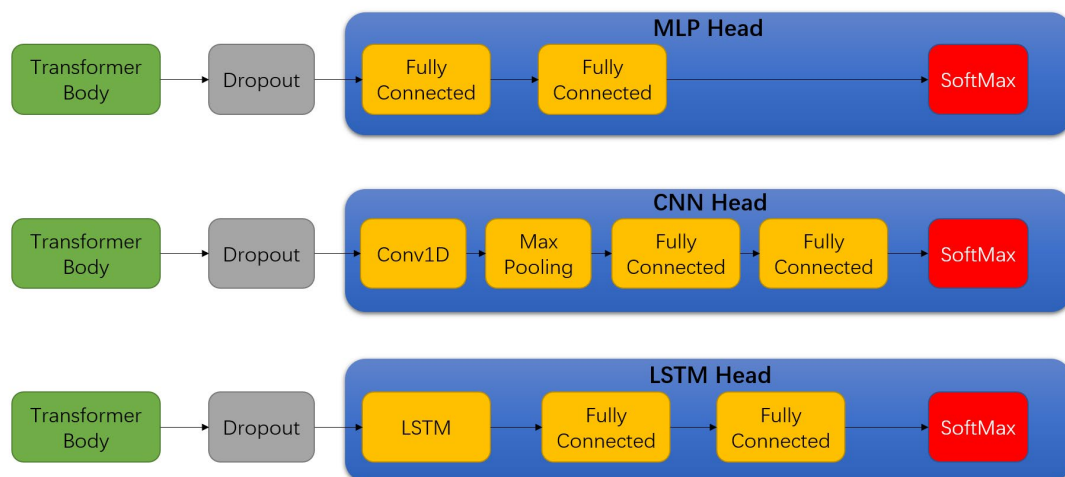 MLP Head
Transformer
Body
Dropout
Fully
Connected
Fully
Connected
SoftMax
CNN Head
Transformer
Body
Dropout
Conv1D
Max
Pooling
Fully
Connected
Fully
Connected
SoftMax
LSTM Head
Transformer
Body
Dropout
LSTM
Fully
Connected
Fully
Connected
SoftMax